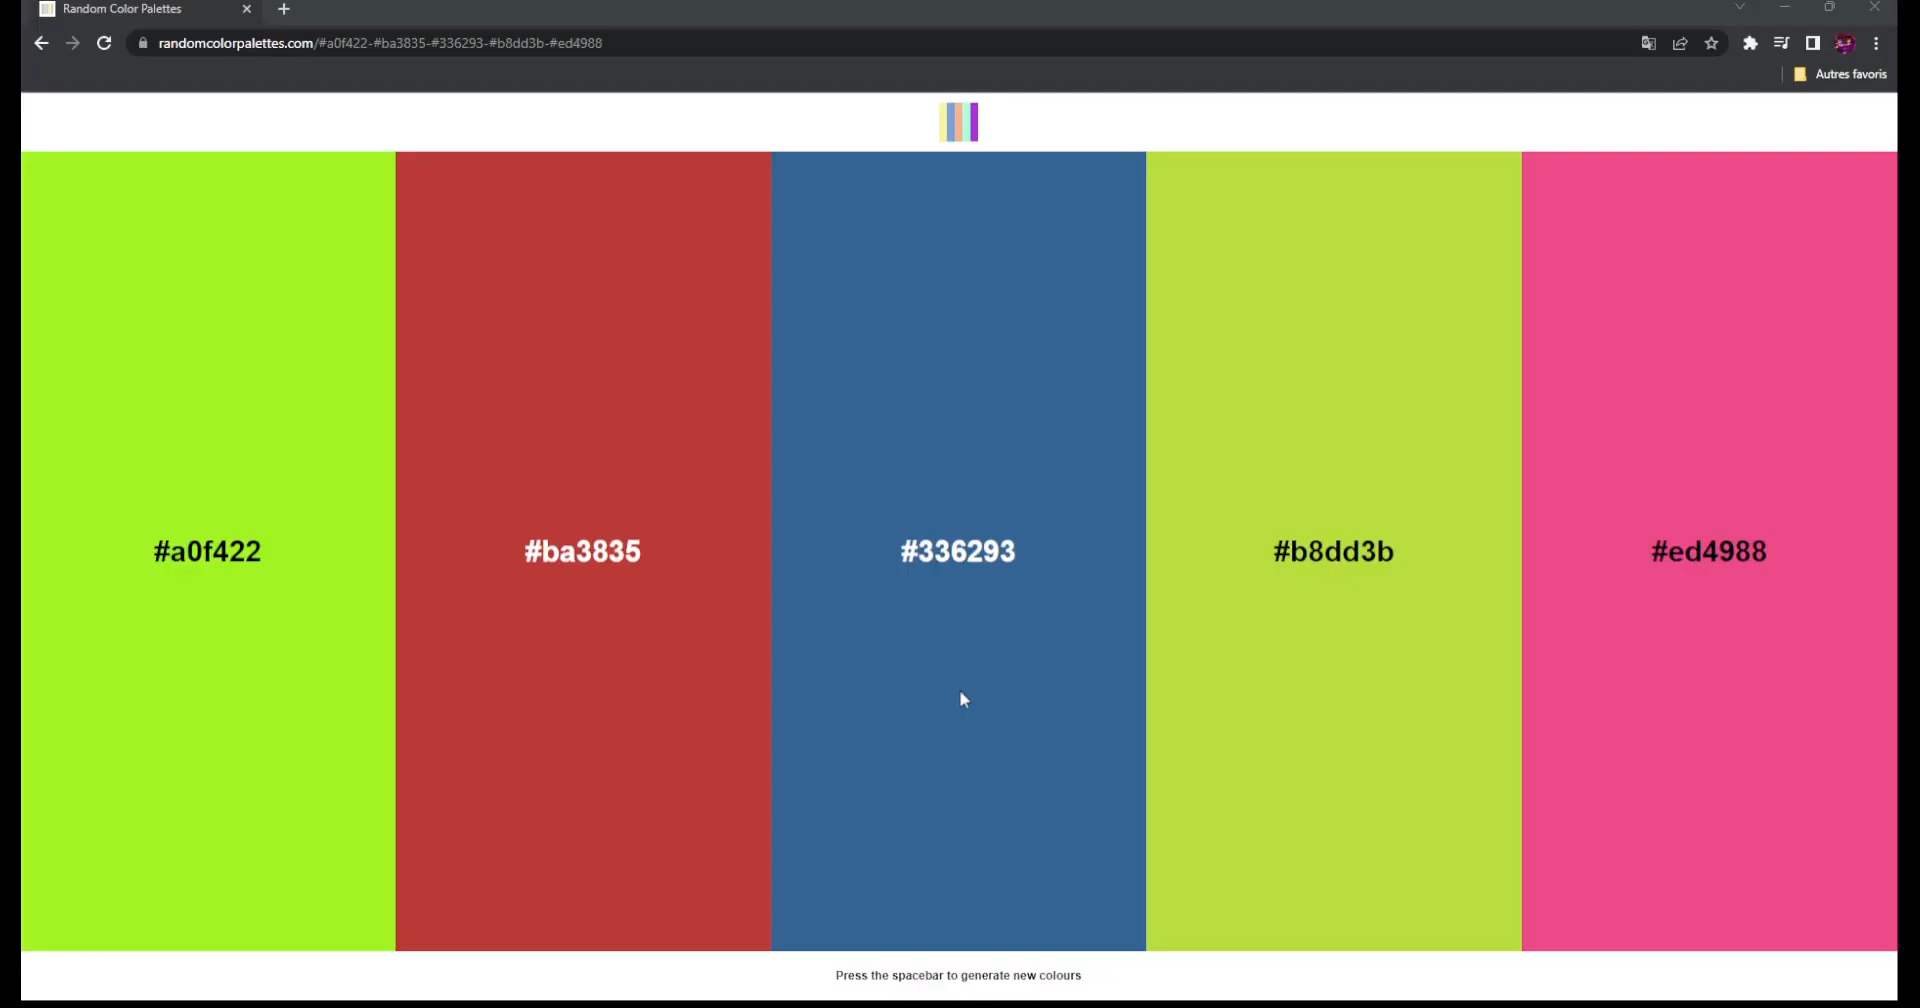 Random Color Palettes
randomcolorpalettes.com/#a0f422-#ba3835-#336293-#b8dd3b-#ed4988
Autres favoris
#a0f422
#ba3835
#336293
#b8dd3b
#ed4988
Press the spacebar to generate new colours